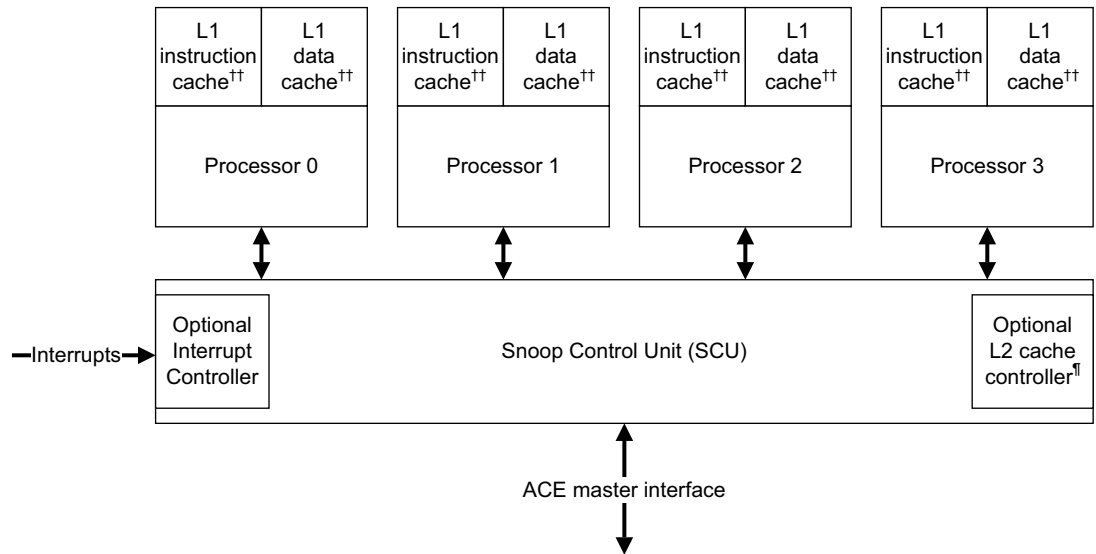 L1
instruction
cache††
L1
data
cache††
L1
instruction
cache††
L1
data
cache††
L1
instruction
cache††
L1
data
cache††
L1
instruction
cache††
L1
data
cache††
Processor 0
Processor 1
Processor 2
Processor 3
Interrupts
Optional
Interrupt
Controller
Snoop Control Unit (SCU)
Optional
L2 cache
controller¶
ACE master interface